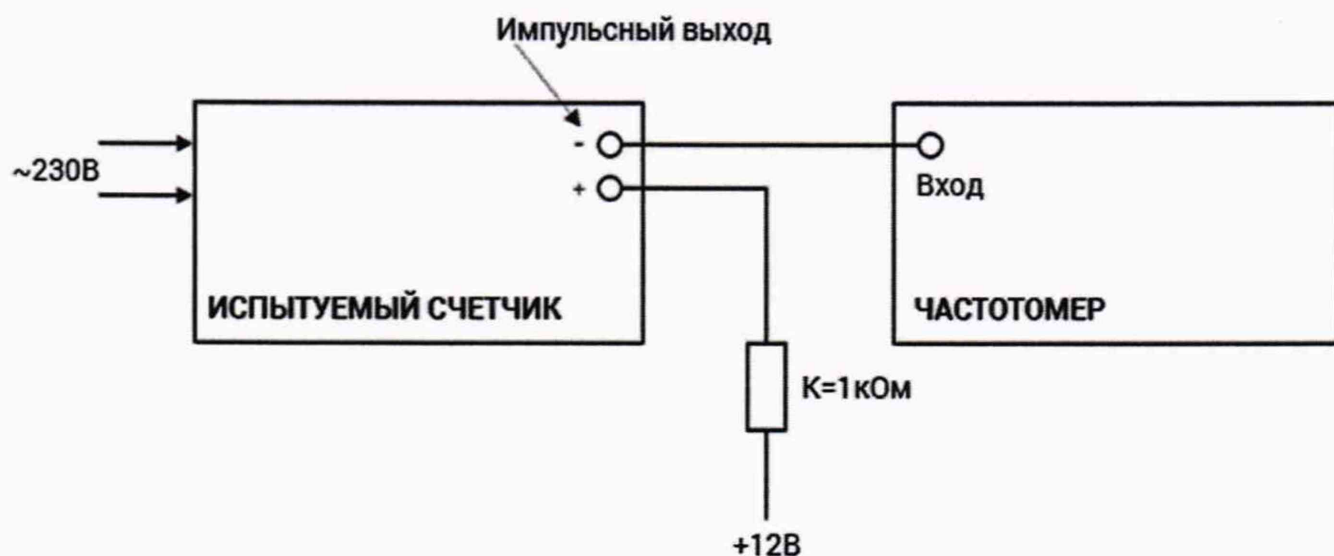 Импульсный выход
~230В
-
+
Вход
ИСПЫТУЕМЫЙ СЧЕТЧИК
ЧАСТОТОМЕР
К=1кОм
+12В